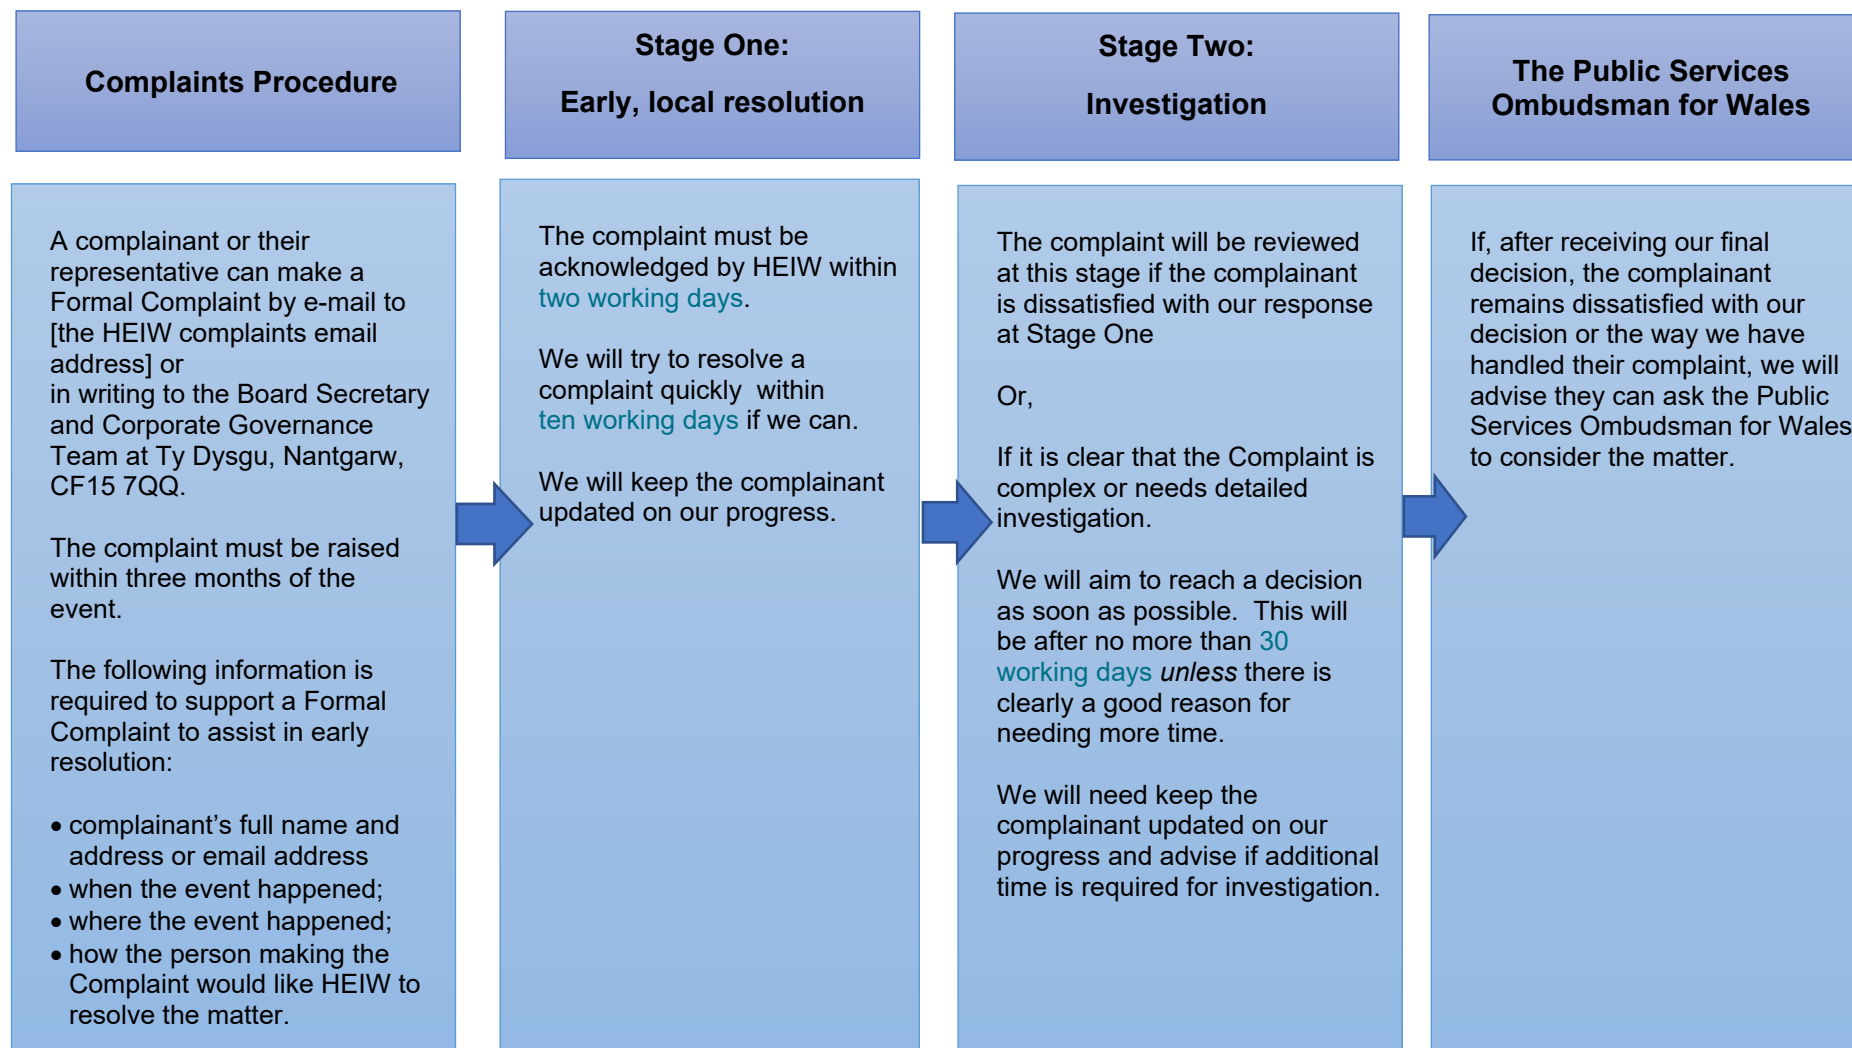 Complaints Procedure
A complainant or their
representative can make a
Formal Complaint by e-mail to
[the HEIW complaints email
address] or
in writing to the Board Secretary
and Corporate Governance
Team at Ty Dysgu, Nantgarw,
CF15 7QQ.
The complaint must be raised
within three months of the
event.
The following information is
required to support a Formal
Complaint to assist in early
resolution:
• complainant’s full name and
address or email address
• when the event happened;
• where the event happened;
• how the person making the
Complaint would like HEIW to
resolve the matter.
Stage One:
Early, local resolution
The complaint must be
acknowledged by HEIW within
two working days.
We will try to resolve a
complaint quickly  within
ten working days if we can.
We will keep the complainant
updated on our progress.
Stage Two:
Investigation
The complaint will be reviewed
at this stage if the complainant
is dissatisfied with our response
at Stage One
Or,
If it is clear that the Complaint is
complex or needs detailed
investigation.
We will aim to reach a decision
as soon as possible.  This will
be after no more than 30
working days unless there is
clearly a good reason for
needing more time.
We will need keep the
complainant updated on our
progress and advise if additional
time is required for investigation.
The Public Services
Ombudsman for Wales
If, after receiving our final
decision, the complainant
remains dissatisfied with our
decision or the way we have
handled their complaint, we will
advise they can ask the Public
Services Ombudsman for Wales
to consider the matter.